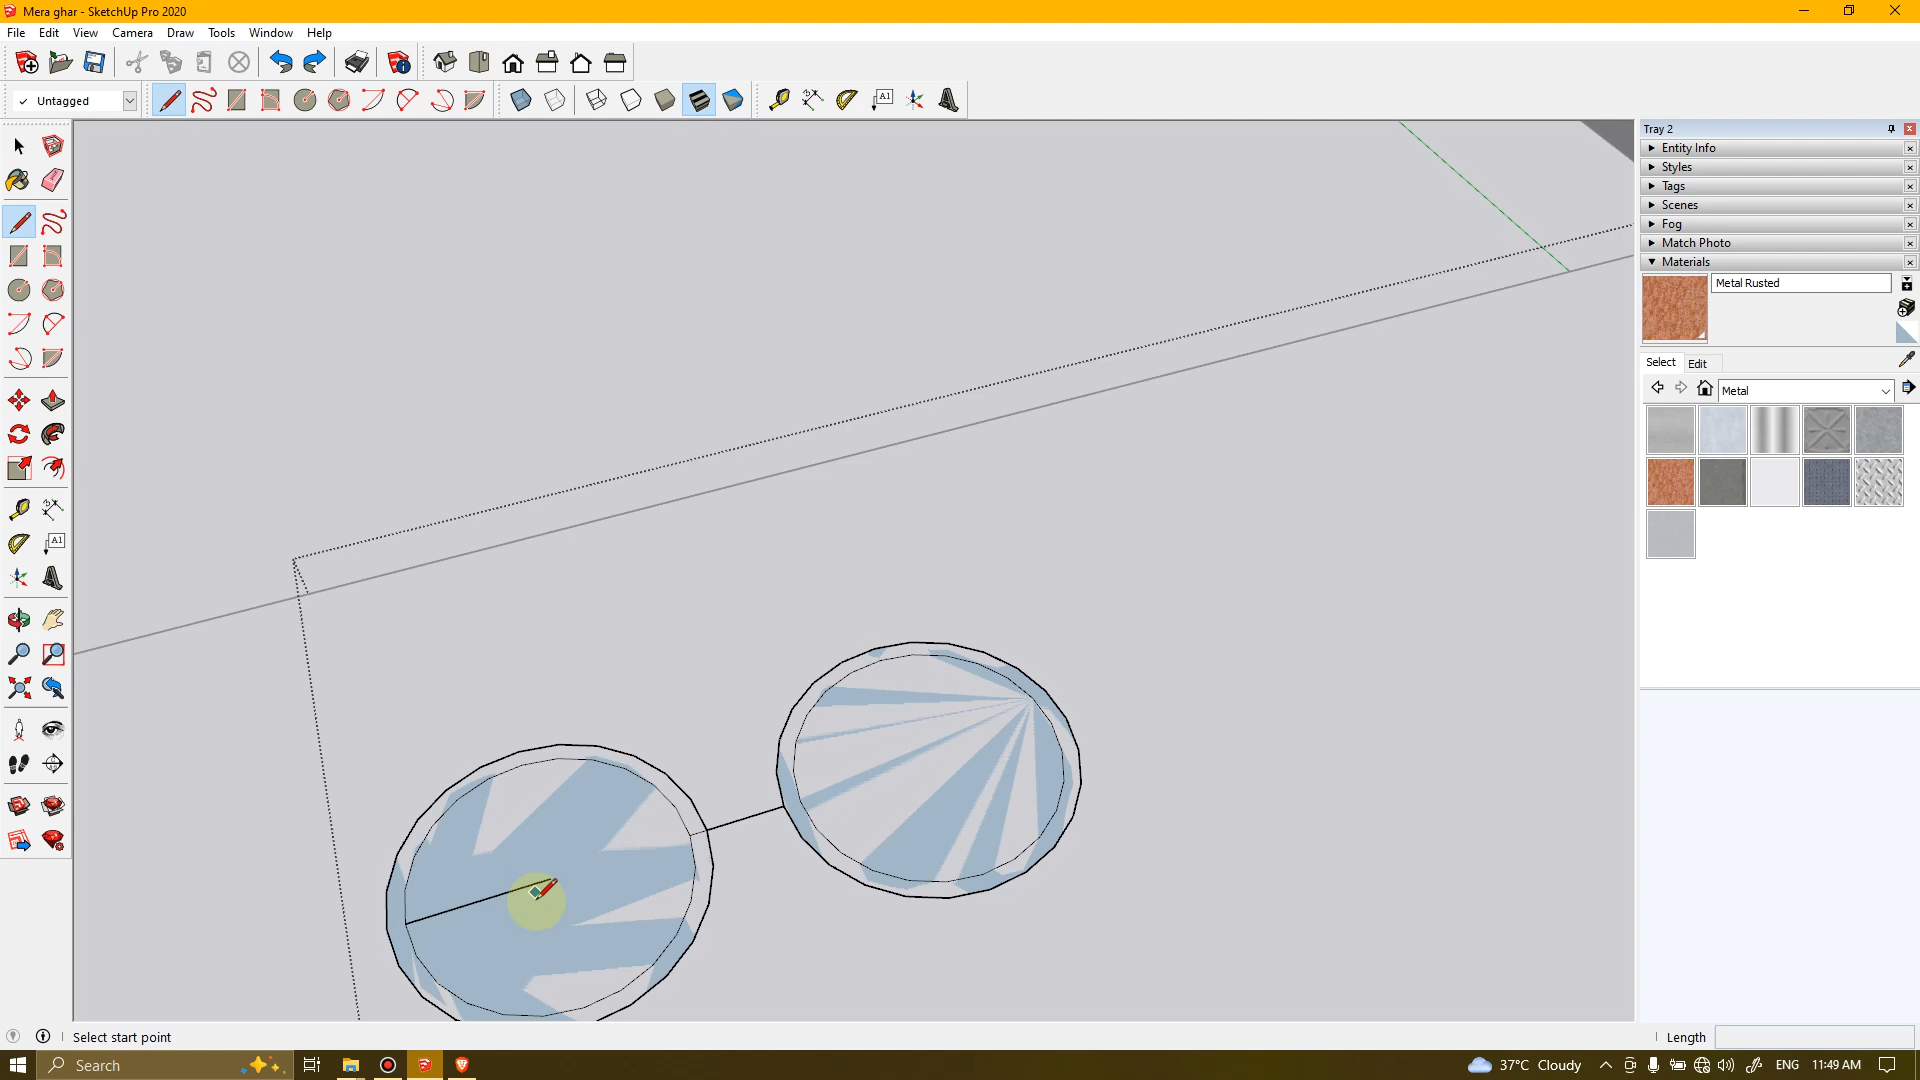 Mera ghar - SketchUp Pro 2020
File Edit View Camera Draw Tools Window Help
✓ Untagged
A1
Tray 2
Entity Info
Styles
Tags
Scenes
Fog
Match Photo
Materials
Metal Rusted
Select Edit
Metal
A1
Select start point
Length
Search
37°C Cloudy
ENG
11:49 AM